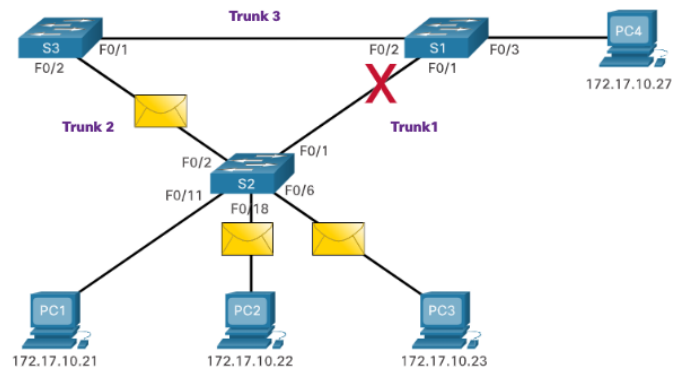 Trunk 3
S3
F0/1
F0/2
S1
F0/3
PC4
F0/2
F0/1
172.17.10.27
Trunk 2
Trunk1
F0/2
F0/1
S2
F0/11
F0/6
F0/18
PC1
PC2
PC3
172.17.10.21
172.17.10.22
172.17.10.23